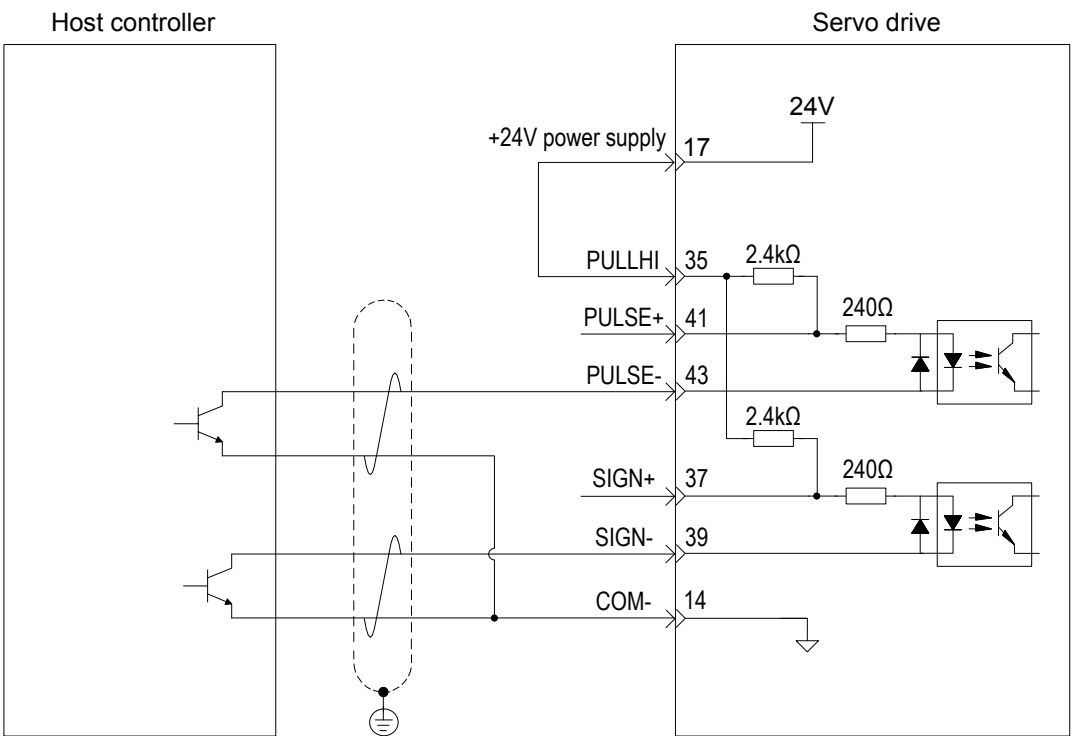 Host controller
Servo drive
24V
+24V power supply
17
PULLHI
35
2.4kΩ
PULSE+
41
240Ω
PULSE-
43
2.4kΩ
SIGN+
37
240Ω
SIGN-
39
COM-
14